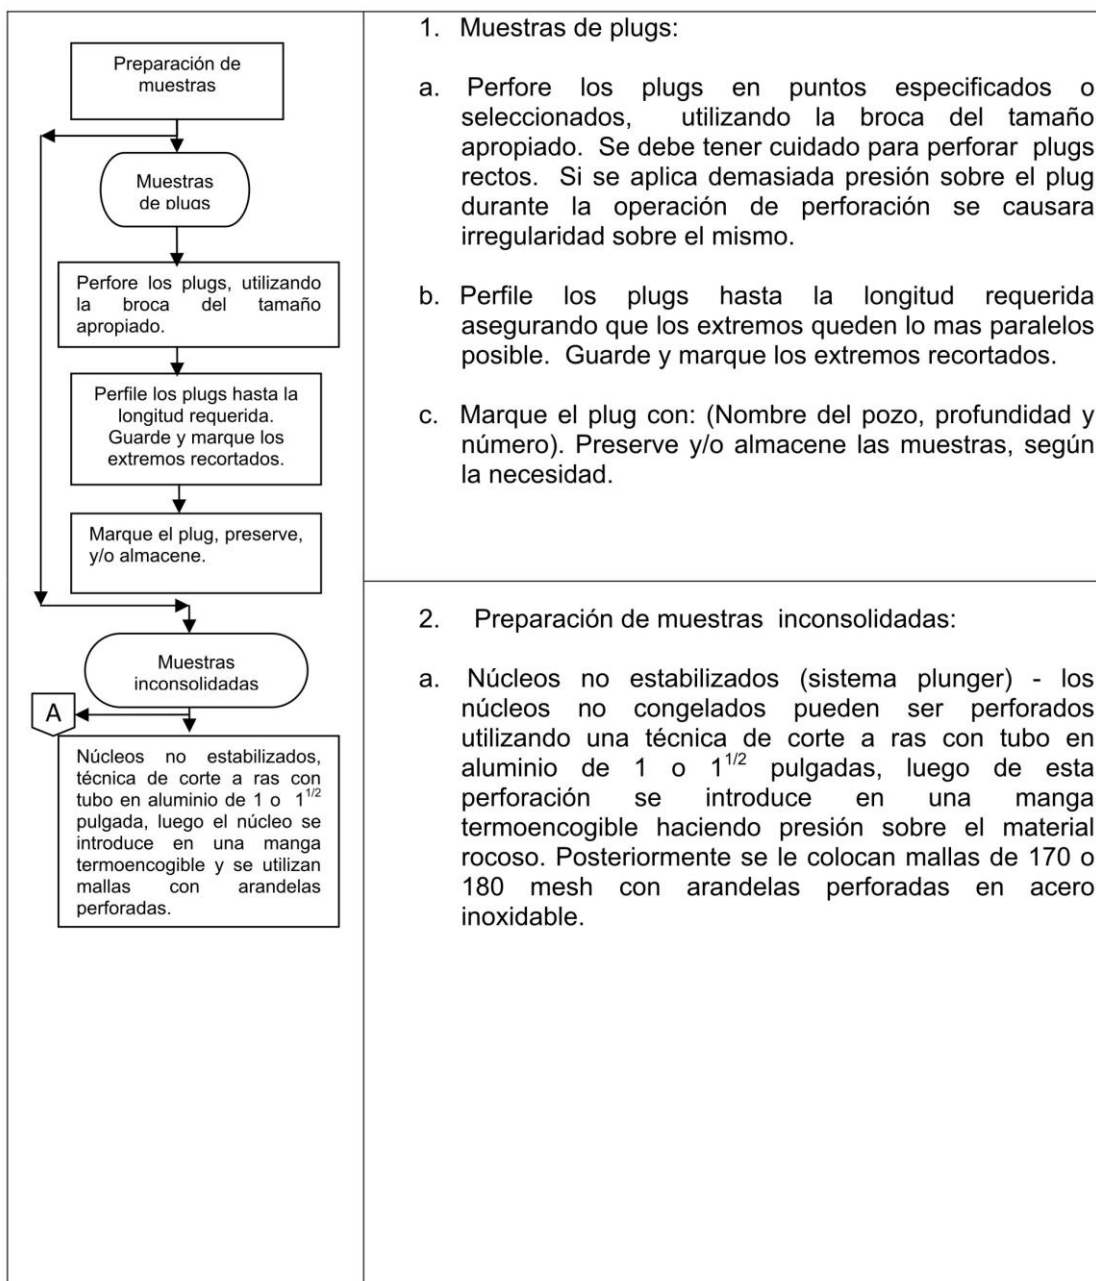 Preparación de
muestras
Muestras
de plugs
Perfore los plugs, utilizando
la broca del tamaño
apropiado.
Perfile los plugs hasta la
longitud requerida.
Guarde y marque los
extremos recortados.
Marque el plug, preserve,
y/o almacene.
Muestras
inconsolidadas
A
Núcleos no estabilizados,
técnica de corte a ras con
tubo en aluminio de 1 o 1^{1/2}
pulgada, luego el núcleo se
introduce en una manga
termoencogible y se utilizan
mallas con arandelas
perforadas.
1. Muestras de plugs:
a. Perfore los plugs en puntos especificados o
seleccionados, utilizando la broca del tamaño
apropiado. Se debe tener cuidado para perforar plugs
rectos. Si se aplica demasiada presión sobre el plug
durante la operación de perforación se causara
irregularidad sobre el mismo.
b. Perfile los plugs hasta la longitud requerida
asegurando que los extremos queden lo mas paralelos
posible. Guarde y marque los extremos recortados.
c. Marque el plug con: (Nombre del pozo, profundidad y
número). Preserve y/o almacene las muestras, según
la necesidad.
2. Preparación de muestras inconsolidadas:
a. Núcleos no estabilizados (sistema plunger) - los
núcleos no congelados pueden ser perforados
utilizando una técnica de corte a ras con tubo en
aluminio de 1 o 1^{1/2} pulgadas, luego de esta
perforación se introduce en una manga
termoencogible haciendo presión sobre el material
rocoso. Posteriormente se le colocan mallas de 170 o
180 mesh con arandelas perforadas en acero
inoxidable.